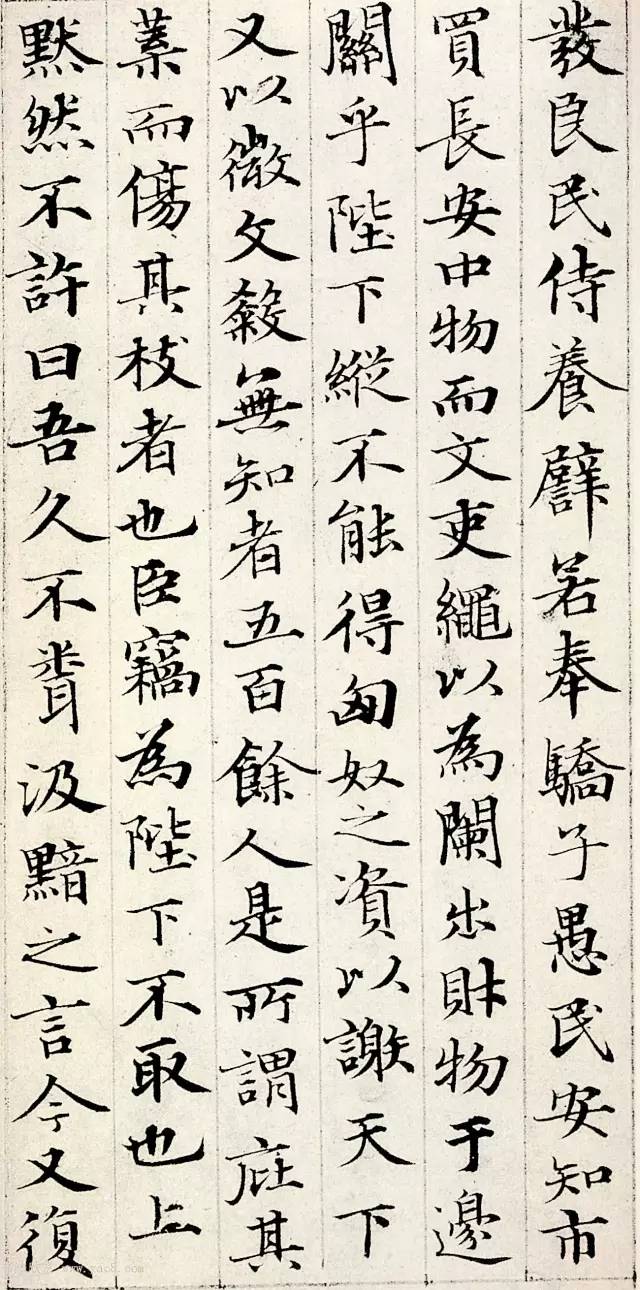 發良民侍養譬若奉驕子愚民安知市
買長安中物而文吏繩以為闌出財物于邊
關乎陛下縱不能得匈奴之資以謝天下
又以微文殺無知者五百餘人是所謂庇其
葉而傷其枝者也臣竊為陛下不取也上
默然不許曰吾久不聞汲黯之言今又復